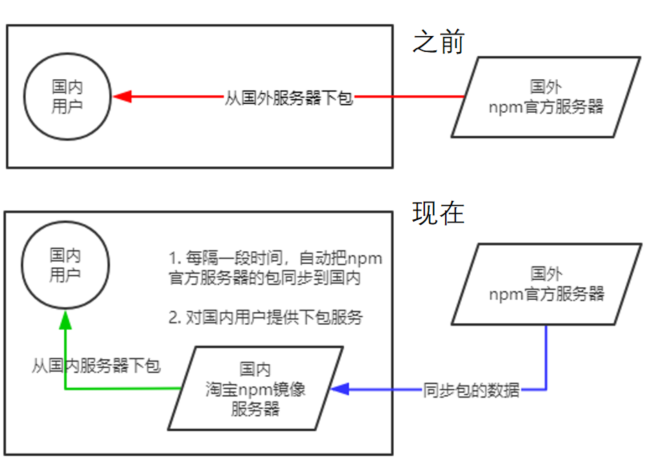 之前
国内
用户
从国外服务器下包
国外
npm官方服务器
现在
国内
用户
1. 每隔一段时间，自动把npm
官方服务器的包同步到国内
2. 对国内用户提供下包服务
国外
npm官方服务器
从国内服务器下包
国内
淘宝npm镜像
服务器
同步包的数据